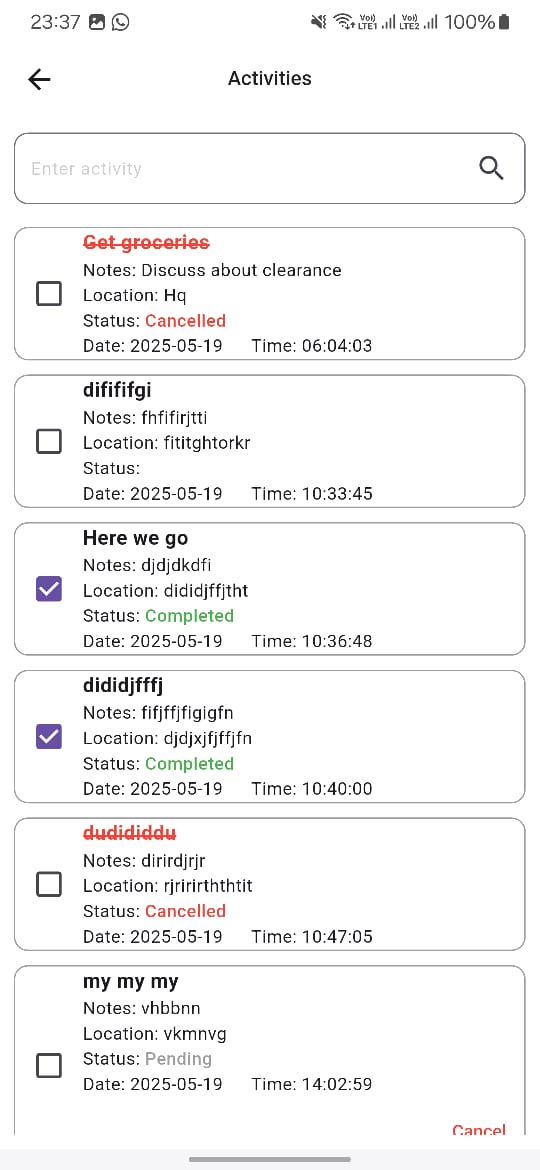 23:37 Vo) LTE1 Vo) LTE2 100%
Activities
Enter activity
Get groceries
Notes: Discuss about clearance
Location: Hq
Status: Cancelled
Date: 2025-05-19 Time: 06:04:03
difififgi
Notes: fhfifirjtti
Location: fititghtorkr
Status:
Date: 2025-05-19 Time: 10:33:45
Here we go
Notes: djdjdkdfi
Location: dididjffjtht
Status: Completed
Date: 2025-05-19 Time: 10:36:48
dididjfffj
Notes: fifjffjfigigfn
Location: djdjxjfjffjfn
Status: Completed
Date: 2025-05-19 Time: 10:40:00
dudididdu
Notes: dirirdjrjr
Location: rjririrththtit
Status: Cancelled
Date: 2025-05-19 Time: 10:47:05
my my my
Notes: vhbbnn
Location: vkmnvg
Status: Pending
Date: 2025-05-19 Time: 14:02:59
Cancel